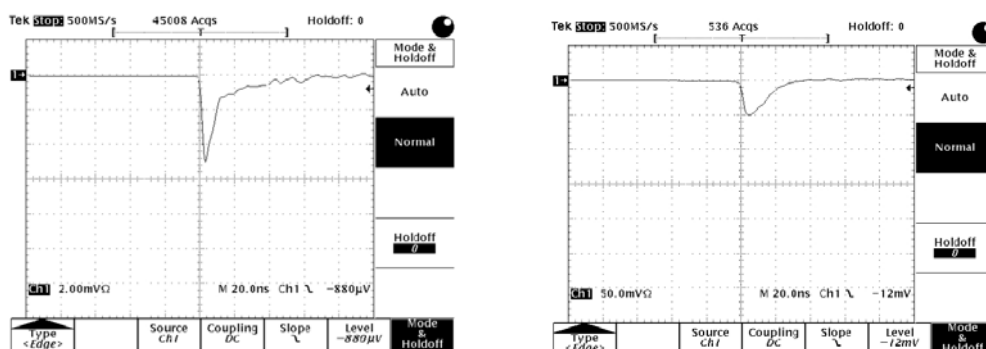 Tek Stop: 500MS/s 45008 Acqs Holdoff: 0
T
1
Mode &
Holdoff
Auto
Normal
Holdoff
0
Ch1 2.00mVΩ M 20.0ns Ch1 -880µV
Type
<Edge>
Source
Ch1
Coupling
DC
Slope
Level
-880µV
Mode
&
Holdoff
Tek Stop: 500MS/s 536 Acqs Holdoff: 0
T
1
Mode &
Holdoff
Auto
Normal
Holdoff
0
Ch1 50.0mVΩ M 20.0ns Ch1 -12mV
Type
<Edge>
Source
Ch1
Coupling
DC
Slope
Level
-12mV
Mode
&
Holdoff